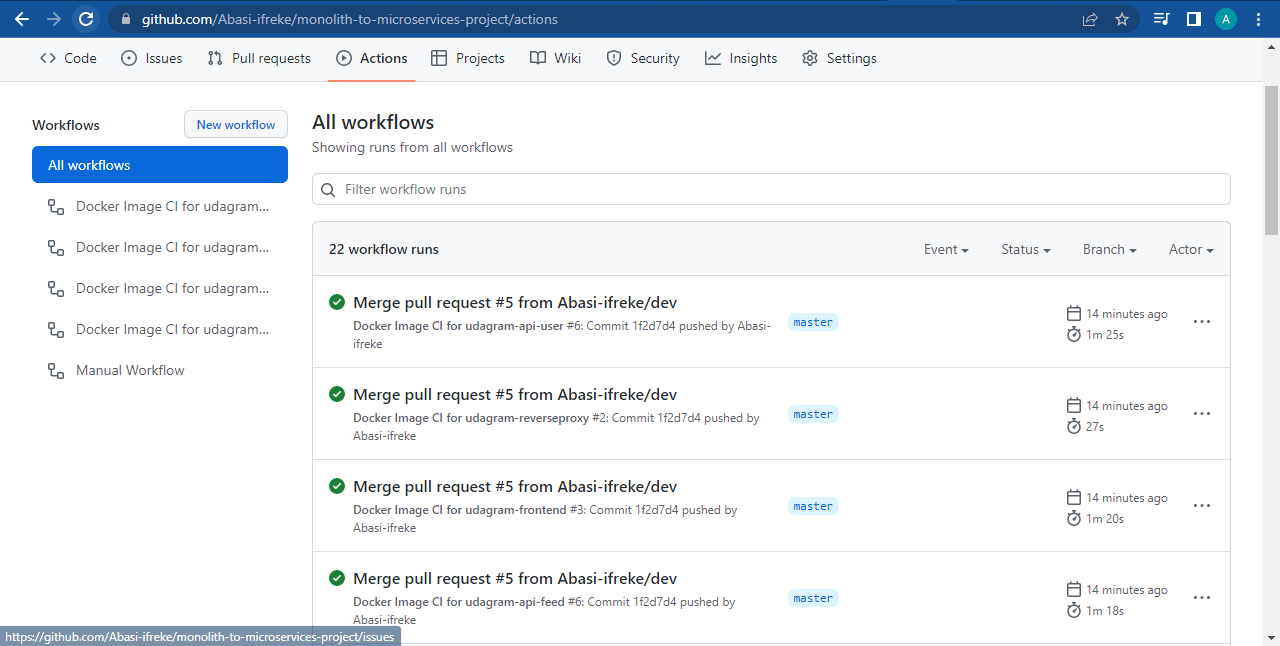 github.com/Abasi-ifreke/monolith-to-microservices-project/actions
A
Code Issues Pull requests Actions Projects Wiki Security Insights Settings
Workflows
New workflow
All workflows
Docker Image CI for udagram...
Docker Image CI for udagram...
Docker Image CI for udagram...
Docker Image CI for udagram...
Manual Workflow
All workflows
Showing runs from all workflows
Filter workflow runs
22 workflow runs Event Status Branch Actor
Merge pull request #5 from Abasi-ifreke/dev
Docker Image CI for udagram-api-user #6: Commit 1f2d7d4 pushed by Abasi-
ifreke
master
14 minutes ago
1m 25s
Merge pull request #5 from Abasi-ifreke/dev
Docker Image CI for udagram-reverseproxy #2: Commit 1f2d7d4 pushed by
Abasi-ifreke
master
14 minutes ago
27s
Merge pull request #5 from Abasi-ifreke/dev
Docker Image CI for udagram-frontend #3: Commit 1f2d7d4 pushed by
Abasi-ifreke
master
14 minutes ago
1m 20s
Merge pull request #5 from Abasi-ifreke/dev
Docker Image CI for udagram-api-feed #6: Commit 1f2d7d4 pushed by
Abasi-ifreke
master
14 minutes ago
1m 18s
https://github.com/Abasi-ifreke/monolith-to-microservices-project/issues